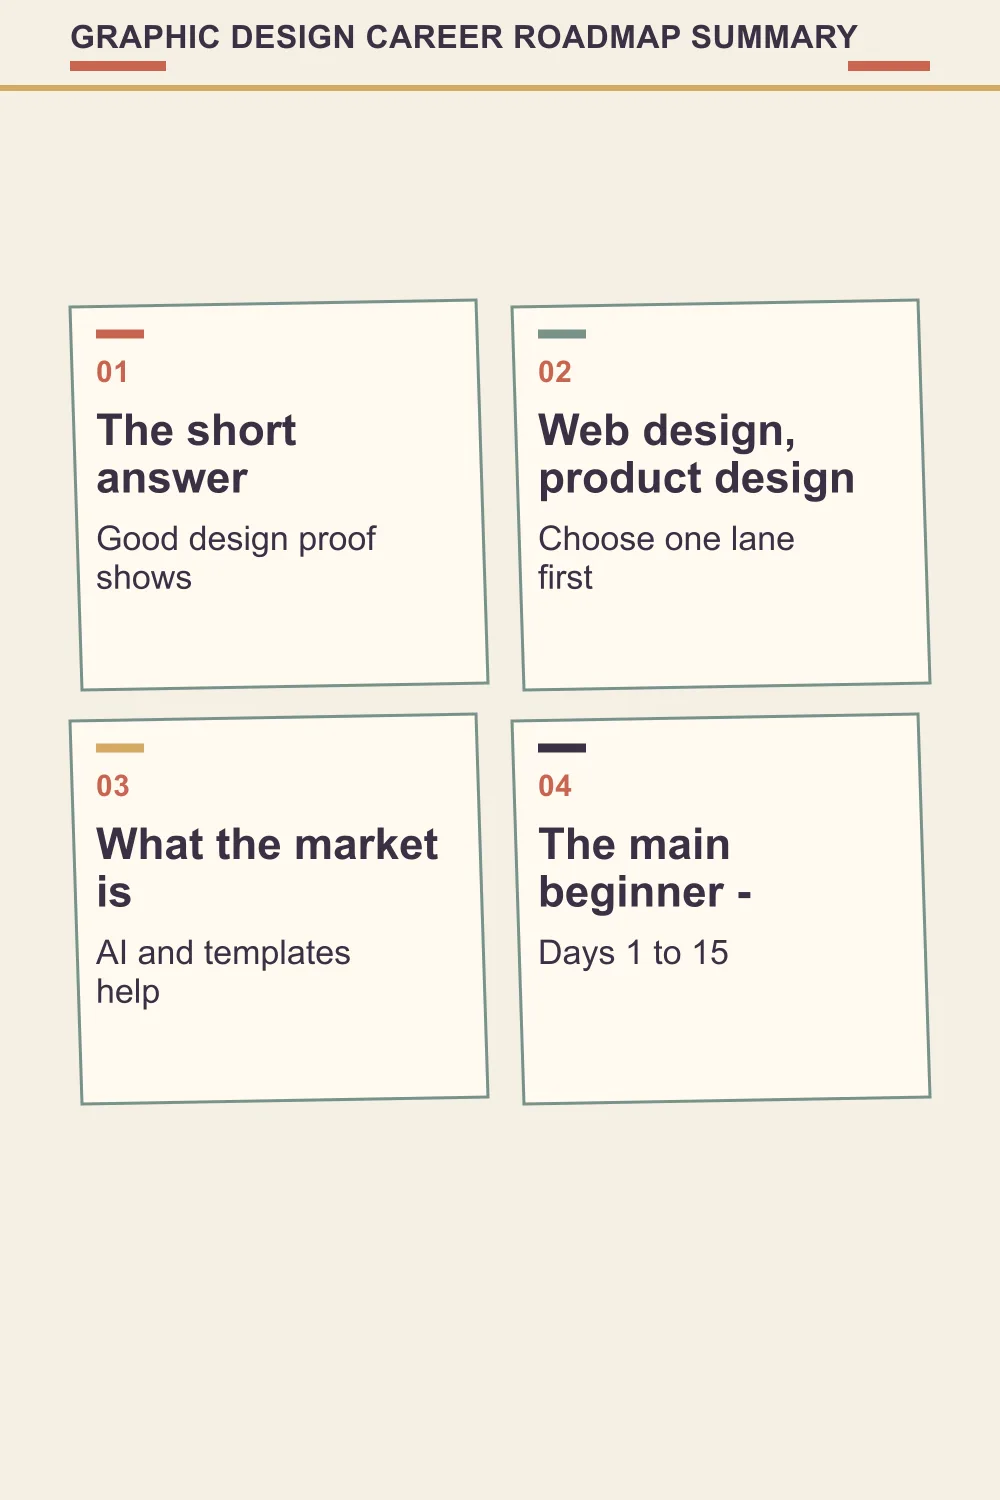 GRAPHIC DESIGN CAREER ROADMAP SUMMARY
01
The short
answer
Good design proof
shows
02
Web design,
product design
Choose one lane
first
03
What the market
is
AI and templates
help
04
The main
beginner -
Days 1 to 15